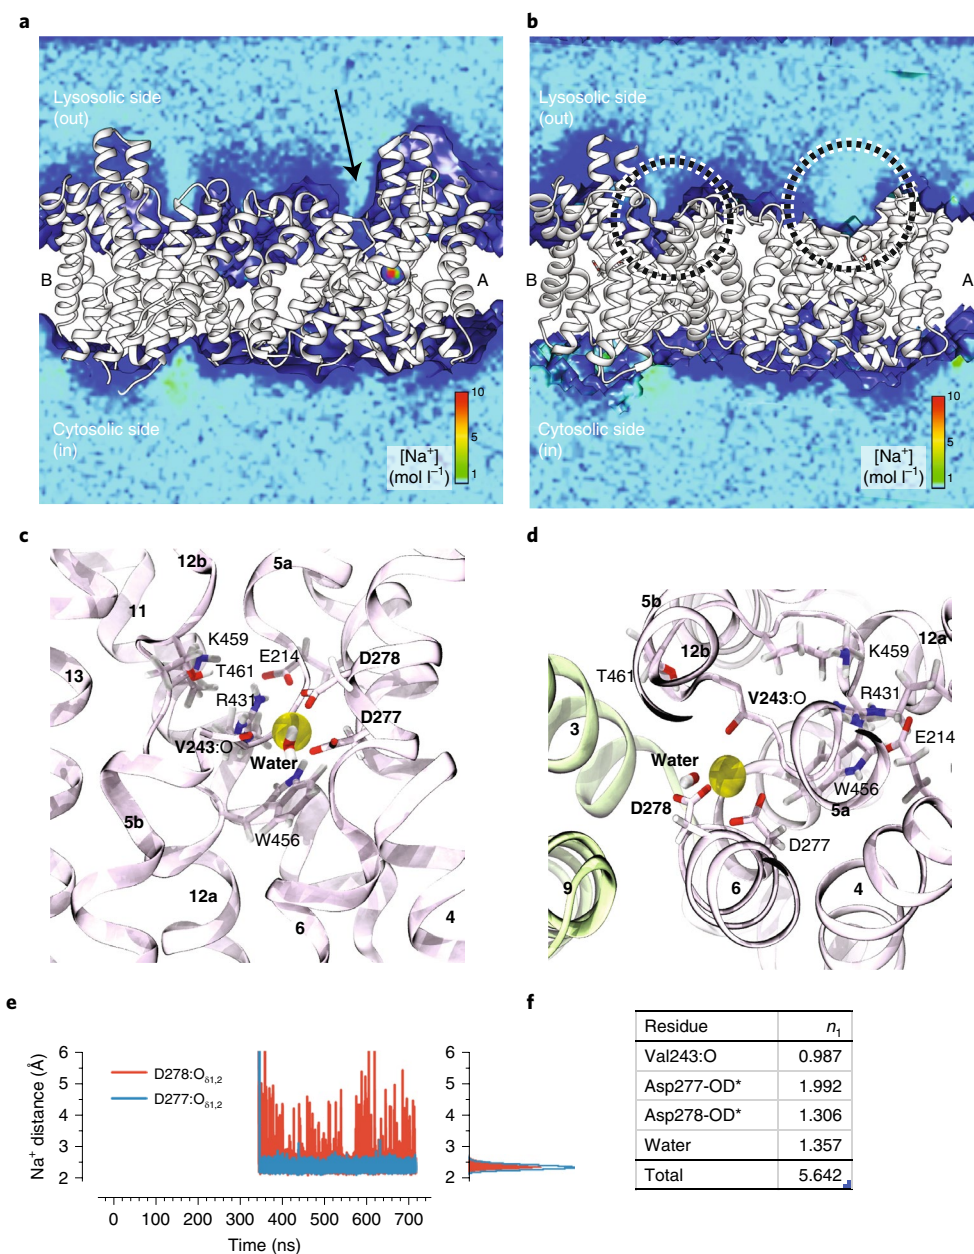 a
Lysosolic side
(out)
B
A
Cytosolic side
(in)
10
5
1
[Na⁺]
(mol l⁻¹)
b
Lysosolic side
(out)
B
A
Cytosolic side
(in)
10
5
1
[Na⁺]
(mol l⁻¹)
c
12b
5a
11
K459
T461
E214
D278
13
R431
D277
V243:O
Water
5b
W456
12a
6
4
d
5b
12b
12a
K459
T461
V243:O
R431
3
E214
Water
W456
D278
5a
D277
9
6
4
e
Na⁺ distance (Å)
6
5
4
3
2
D278:Oδ1,2
D277:Oδ1,2
6
5
4
3
2
0 100 200 300 400 500 600 700
Time (ns)
f
Residue n₁
Val243:O 0.987
Asp277-OD* 1.992
Asp278-OD* 1.306
Water 1.357
Total 5.642